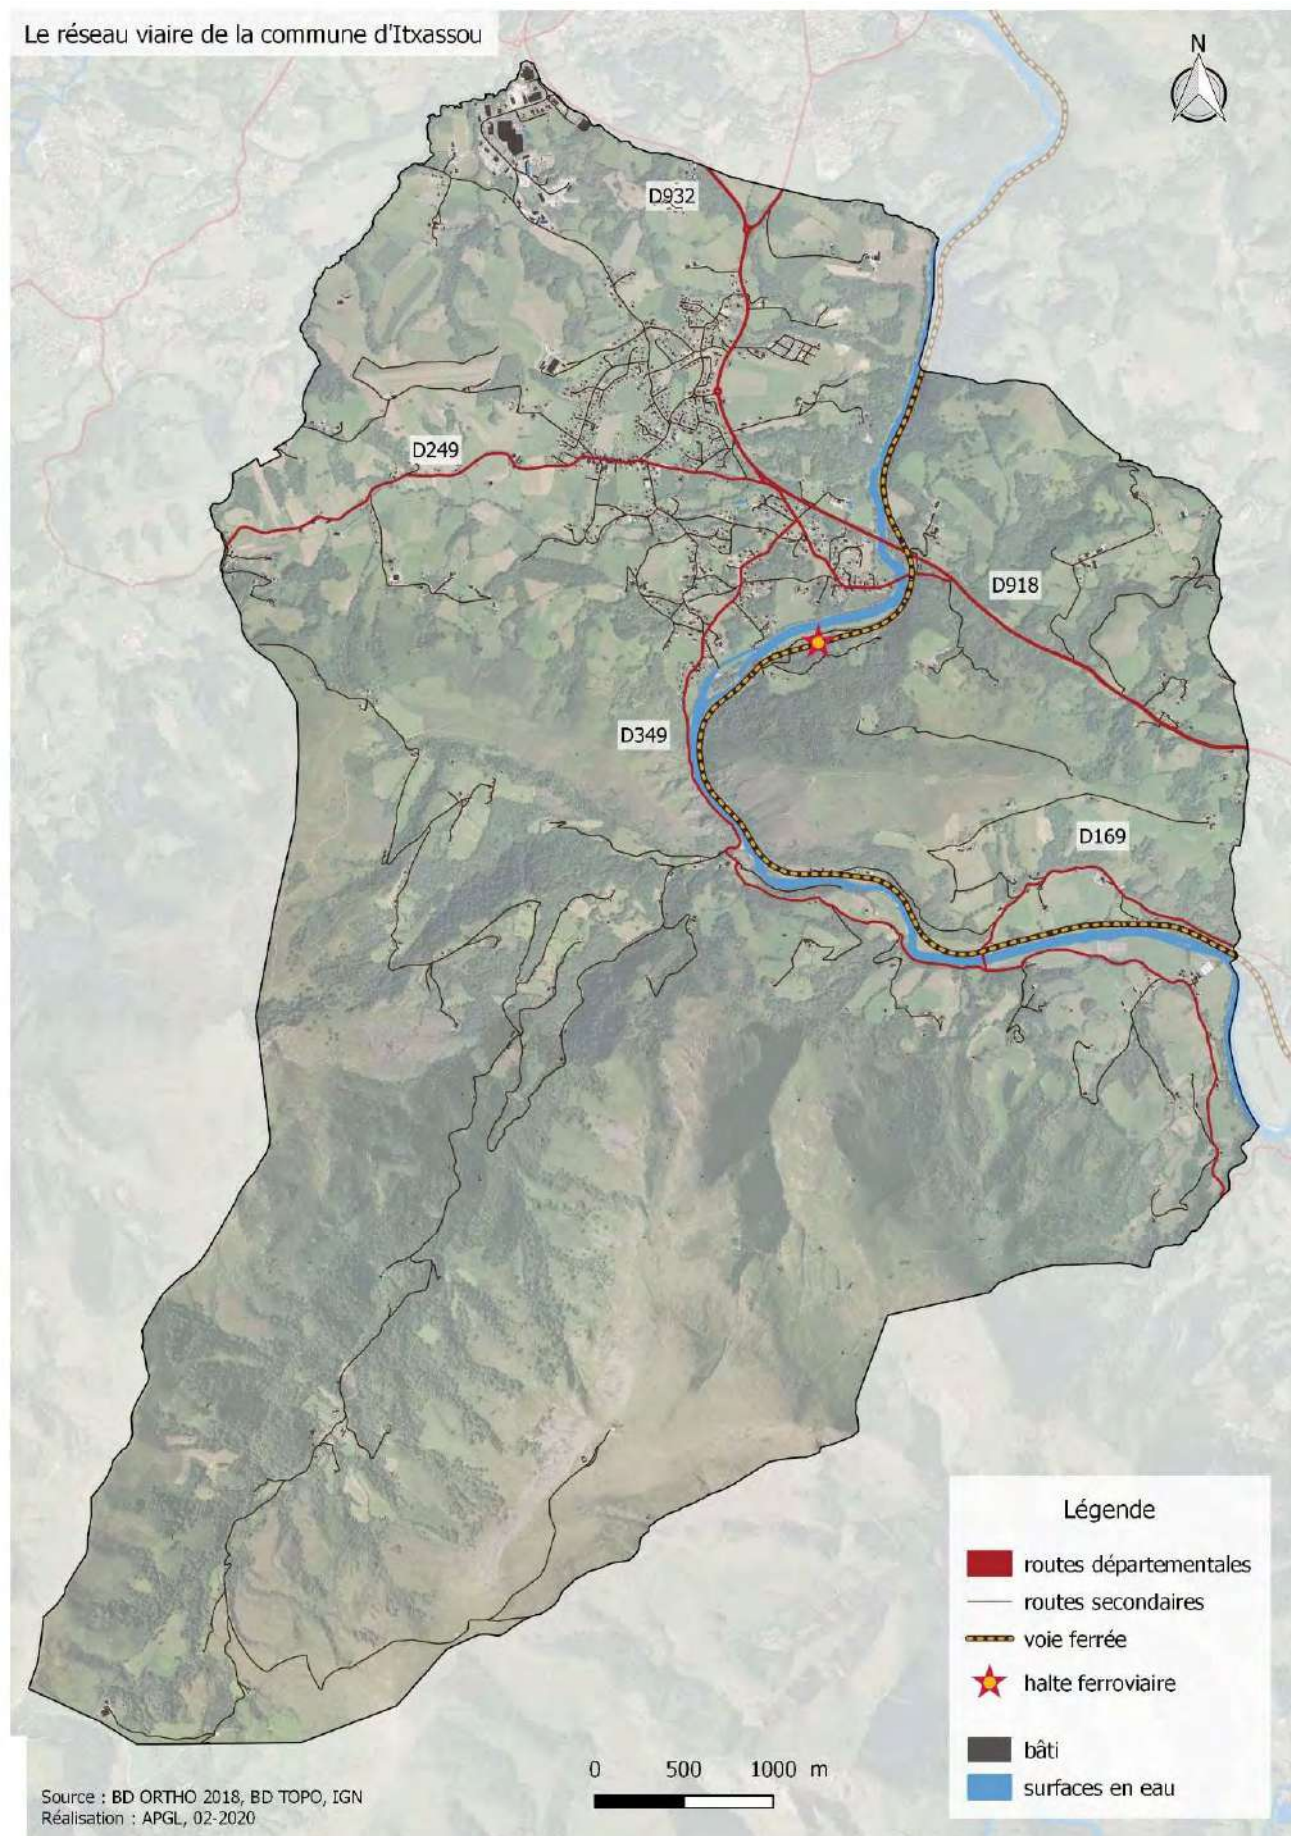 Le réseau viaire de la commune d'Itxassou
N
D932
D249
D918
D349
D169
Légende
routes départementales
routes secondaires
voie ferrée
halte ferroviaire
bâti
surfaces en eau
0 500 1000 m
Source : BD ORTHO 2018, BD TOPO, IGN
Réalisation : APGL, 02-2020